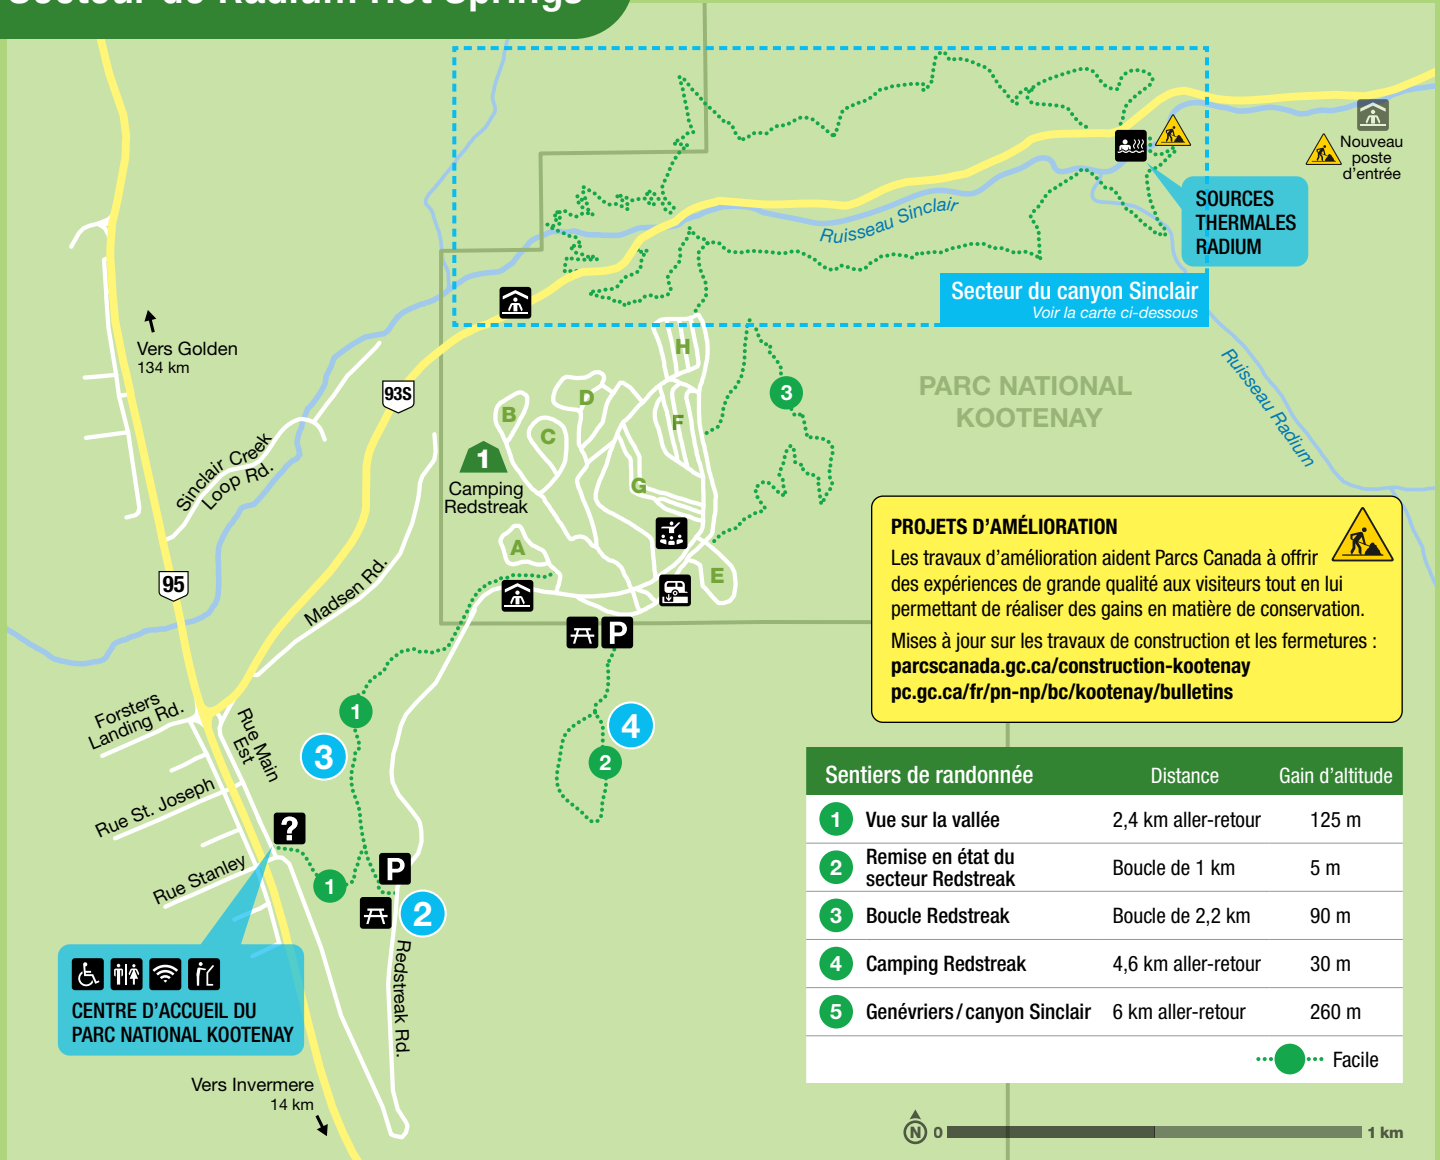 Secteur de Radium Hot Springs
Nouveau
poste
d'entrée
SOURCES
THERMALES
RADIUM
Ruisseau Sinclair
Secteur du canyon Sinclair
Voir la carte ci-dessous
Vers Golden
134 km
93S
H
D
B
C
F
3
G
A
E
1
Camping
Redstreak
PARC NATIONAL
KOOTENAY
Ruisseau Radium
Sinclair Creek
Loop Rd.
95
Madsen Rd.
PROJETS D'AMÉLIORATION
Les travaux d'amélioration aident Parcs Canada à offrir
des expériences de grande qualité aux visiteurs tout en lui
permettant de réaliser des gains en matière de conservation.
Mises à jour sur les travaux de construction et les fermetures :
parcscanada.gc.ca/construction-kootenay
pc.gc.ca/fr/pn-np/bc/kootenay/bulletins
P
Forsters
Landing Rd.
Rue Main
Est
1
3
4
2
Rue St. Joseph
?
Rue Stanley
1
P
2
Redstreak Rd.
CENTRE D'ACCUEIL DU
PARC NATIONAL KOOTENAY
Vers Invermere
14 km
Sentiers de randonnée Distance Gain d'altitude
1 Vue sur la vallée 2,4 km aller-retour 125 m
2 Remise en état du
secteur Redstreak Boucle de 1 km 5 m
3 Boucle Redstreak Boucle de 2,2 km 90 m
4 Camping Redstreak 4,6 km aller-retour 30 m
5 Genévriers/canyon Sinclair 6 km aller-retour 260 m
Facile
N 0 1 km